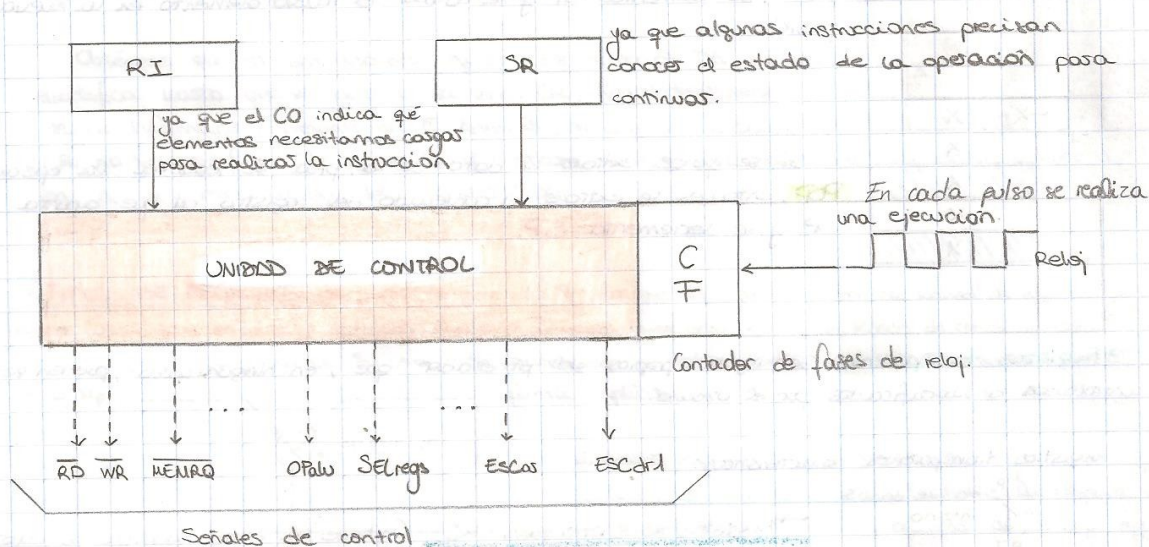 RI
SR
ya que algunas instrucciones precisan
conocer el estado de la operación para
continuar.
ya que el CO indica qué
elementos necesitamos cargar
para realizar la instrucción
En cada pulso se realiza
una ejecución.
Reloj
UNIDAD DE CONTROL
C
F
Contador de fases de reloj.
... ...
RD WR MEMRQ OPalu SELregs ESCas ESCdr1
Señales de control